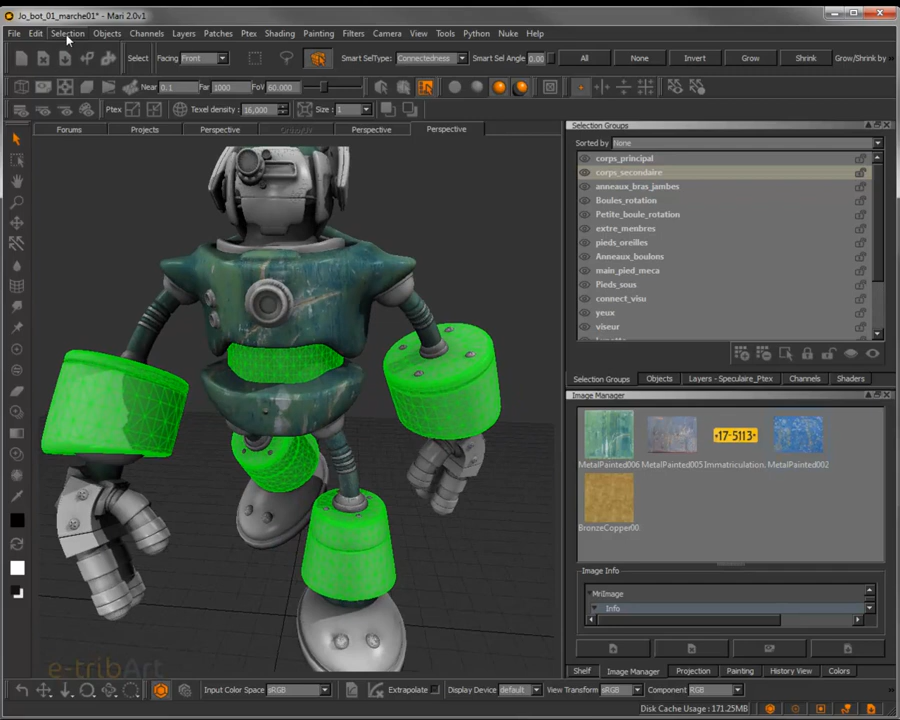 Jo_bot_01_marche01* - Mari 2.0v1
File Edit Selection Objects Channels Layers Patches Ptex Shading Painting Filters Camera View Tools Python Nuke Help
Select Facing Front Smart SelType: Connectedness Smart Sel Angle 0,00 All None Invert Grow Shrink Grow/Shrink by
Near 0.1 Far 1000 FoV 60.000
Ptex Texel density: 16,000 Size: 1
Forums Projects Perspective Ortho/UV Perspective Perspective
Selection Groups
Sorted by None
corps_principal
corps_secondaire
anneaux_bras_jambes
Boules_rotation
Petite_boule_rotation
extre_menbres
pieds_oreilles
Anneaux_boulons
main_pied_meca
Pieds_sous
connect_visu
yeux
viseur
Selection Groups Objects Layers - Speculaire_Ptex Channels Shaders
Image Manager
17-5113
MetalPainted006 MetalPainted005 Immatriculation. MetalPainted002
BronzeCopper00
Image Info
MriImage
Info
Shelf Image Manager Projection Painting History View Colors
e-tribArt
Input Color Space sRGB Extrapolate Display Device default View Transform sRGB Component RGB
Disk Cache Usage : 171.25MB